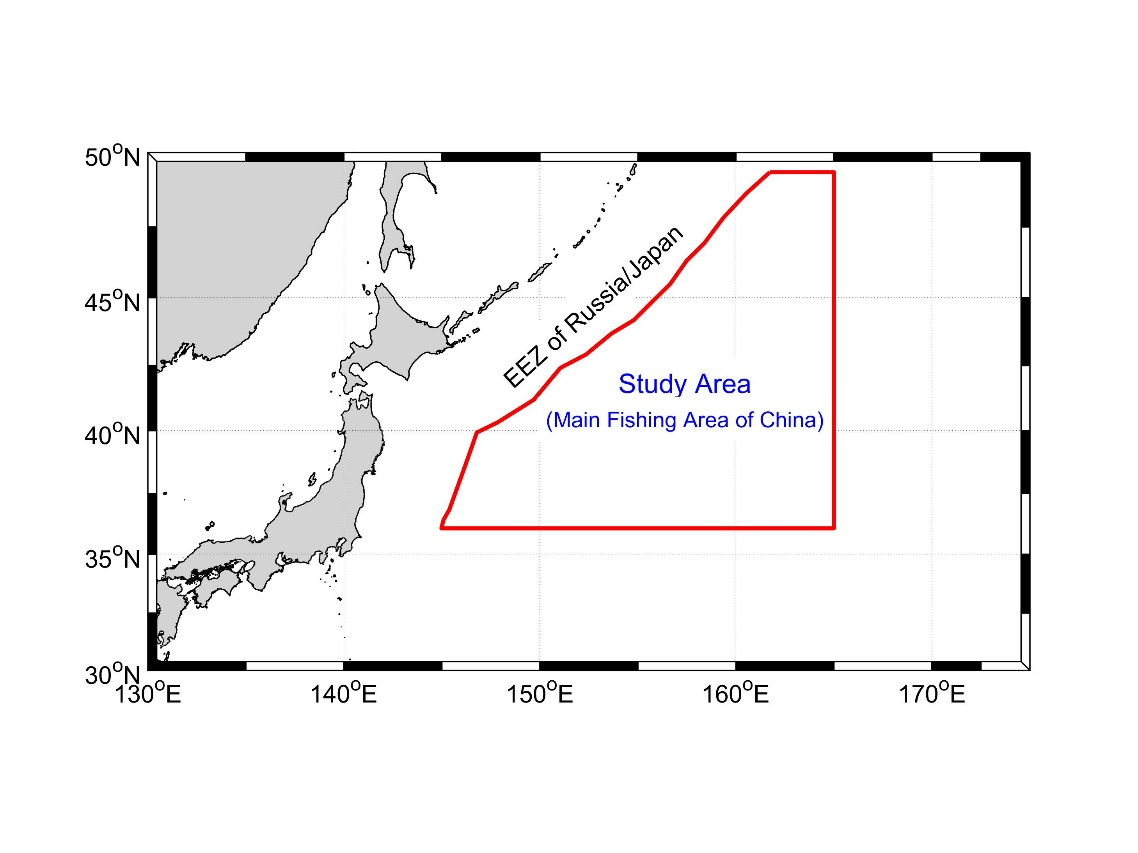 50°N
45°N
40°N
35°N
30°N
EEZ of Russia/Japan
Study Area
(Main Fishing Area of China)
130°E 140°E 150°E 160°E 170°E